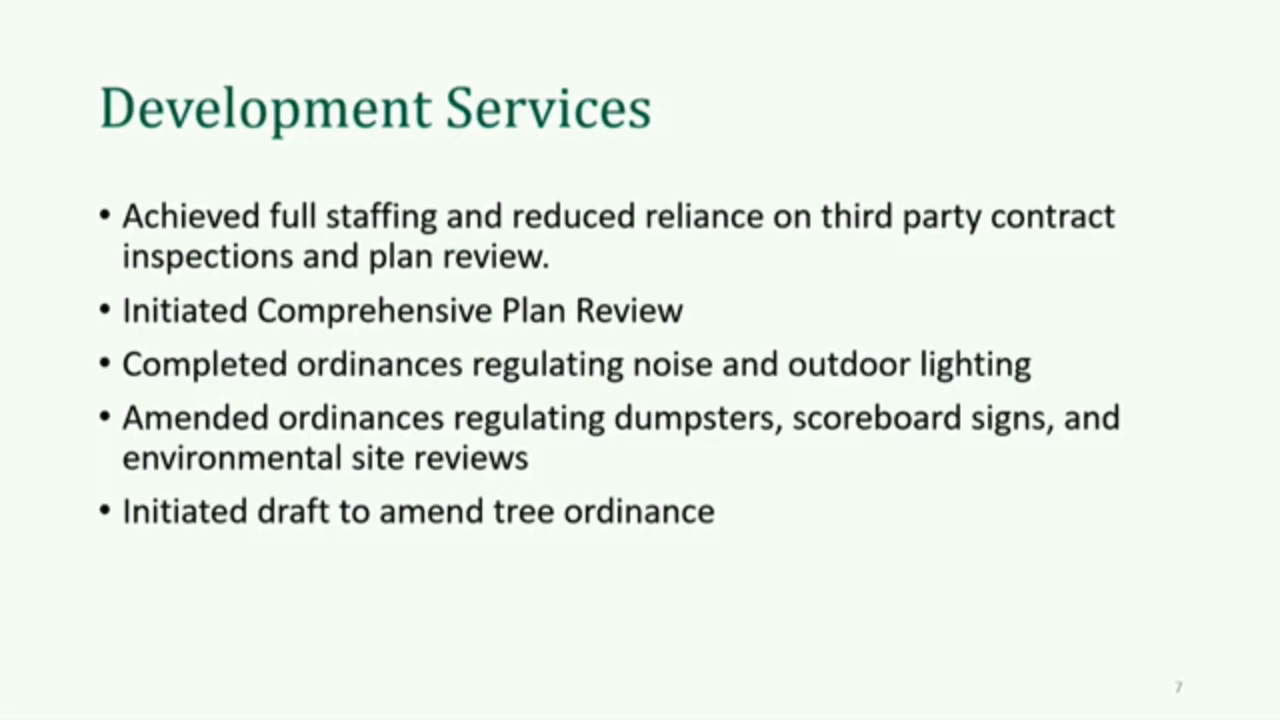 Development Services
• Achieved full staffing and reduced reliance on third party contract
inspections and plan review.
• Initiated Comprehensive Plan Review
• Completed ordinances regulating noise and outdoor lighting
• Amended ordinances regulating dumpsters, scoreboard signs, and
environmental site reviews
• Initiated draft to amend tree ordinance
7